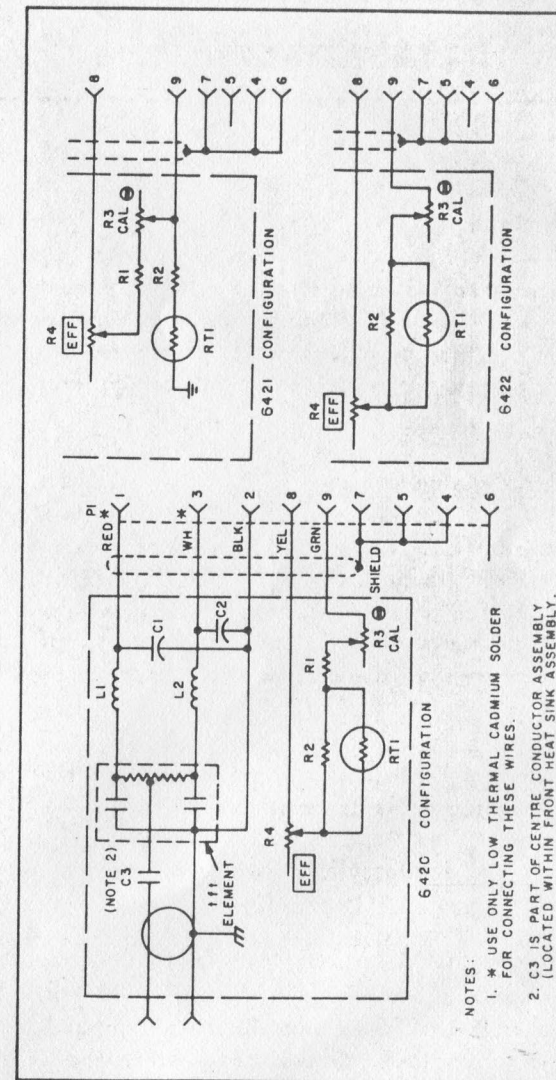 P1
RED*
1
WH *
3
BLK
2
YEL
8
GRN
9
7
SHIELD
5
4
6
L1
C1
L2
C2
(NOTE 2)
C3
ttt
ELEMENT
R1
R2
R3
CAL
RT1
R4
EFF
6420 CONFIGURATION
R4
EFF
R1
R3
CAL
R2
RT1
6421 CONFIGURATION
8
9
7
5
4
6
R4
EFF
R2
R3
CAL
RT1
6422 CONFIGURATION
8
9
7
5
4
6
NOTES:
1. * USE ONLY LOW THERMAL CADMIUM SOLDER
FOR CONNECTING THESE WIRES.
2. C3 IS PART OF CENTRE CONDUCTOR ASSEMBLY
(LOCATED WITHIN FRONT HEAT SINK ASSEMBLY.